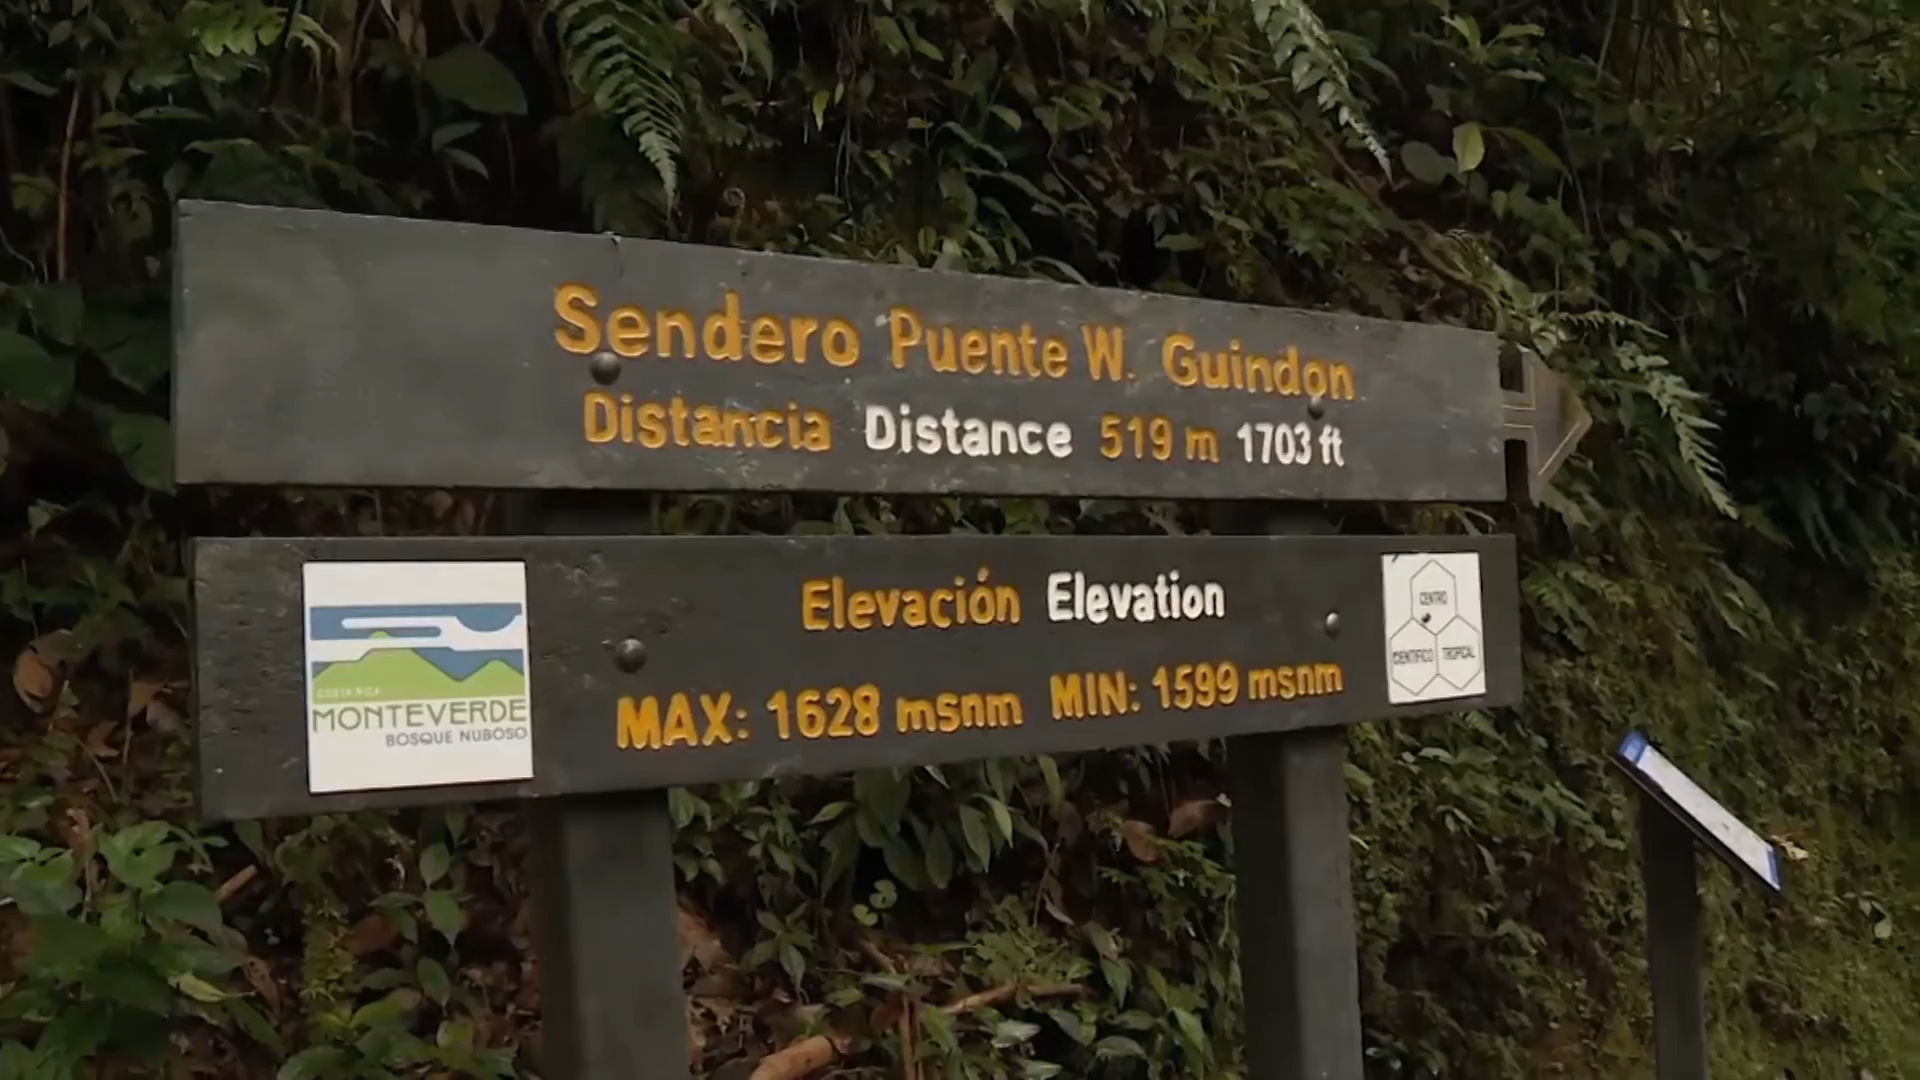 Sendero Puente W. Guindon
Distancia Distance 519 m 1703 ft
Elevación Elevation
MAX: 1628 msnm MIN: 1599 msnm
COSTA RICA
MONTEVERDE
BOSQUE NUBOSO
CENTRO
CIENTIFICO TROPICAL